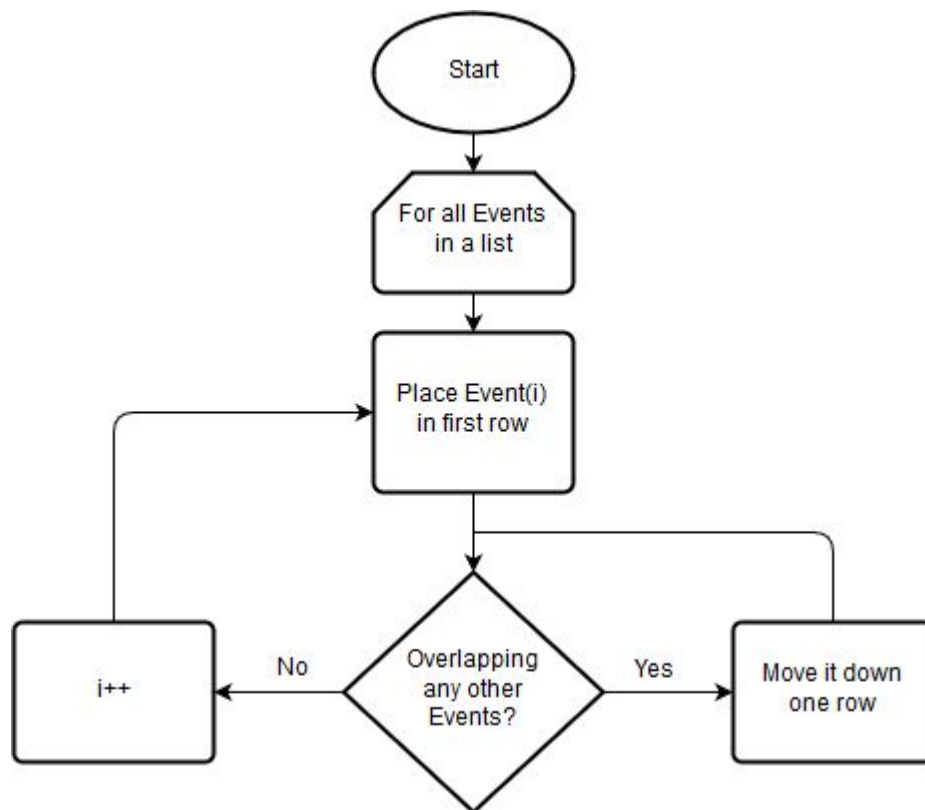 Start
For all Events
in a list
Place Event(i)
in first row
Overlapping
any other
Events?
No
Yes
i++
Move it down
one row